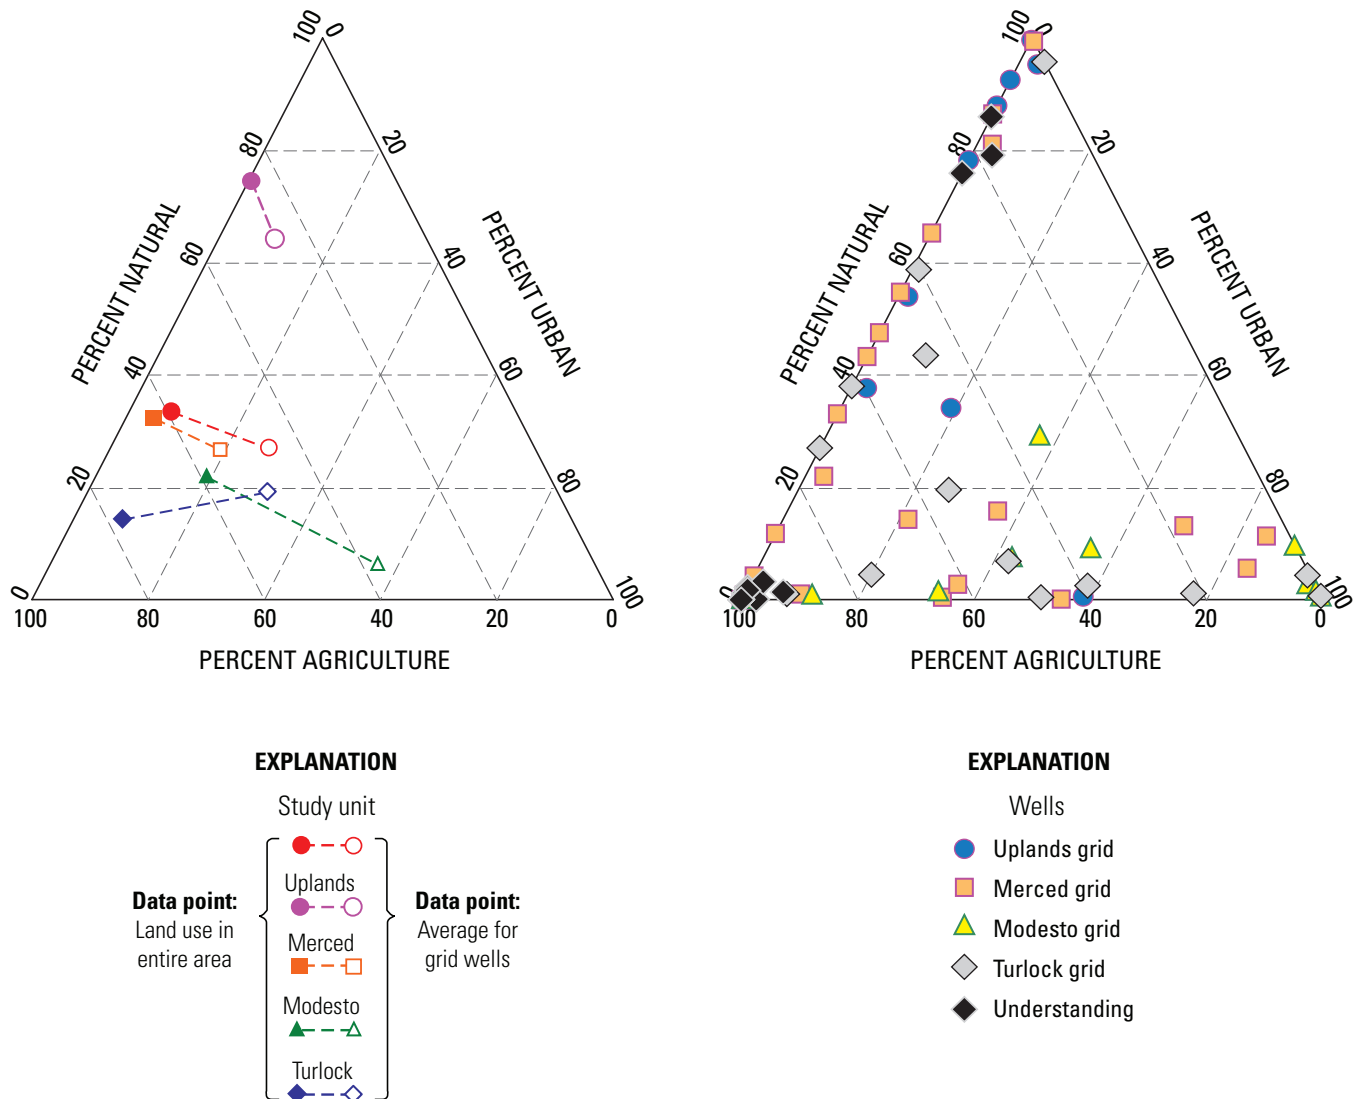 100
0
80
20
PERCENT NATURAL
PERCENT URBAN
60
40
40
60
20
80
0
100
100
80
60
40
20
0
PERCENT AGRICULTURE
EXPLANATION
Study unit
Uplands
Merced
Modesto
Turlock
Data point:
Land use in
entire area
Data point:
Average for
grid wells
100
0
80
20
PERCENT NATURAL
PERCENT URBAN
60
40
40
60
20
80
0
100
100
80
60
40
20
0
PERCENT AGRICULTURE
EXPLANATION
Wells
Uplands grid
Merced grid
Modesto grid
Turlock grid
Understanding